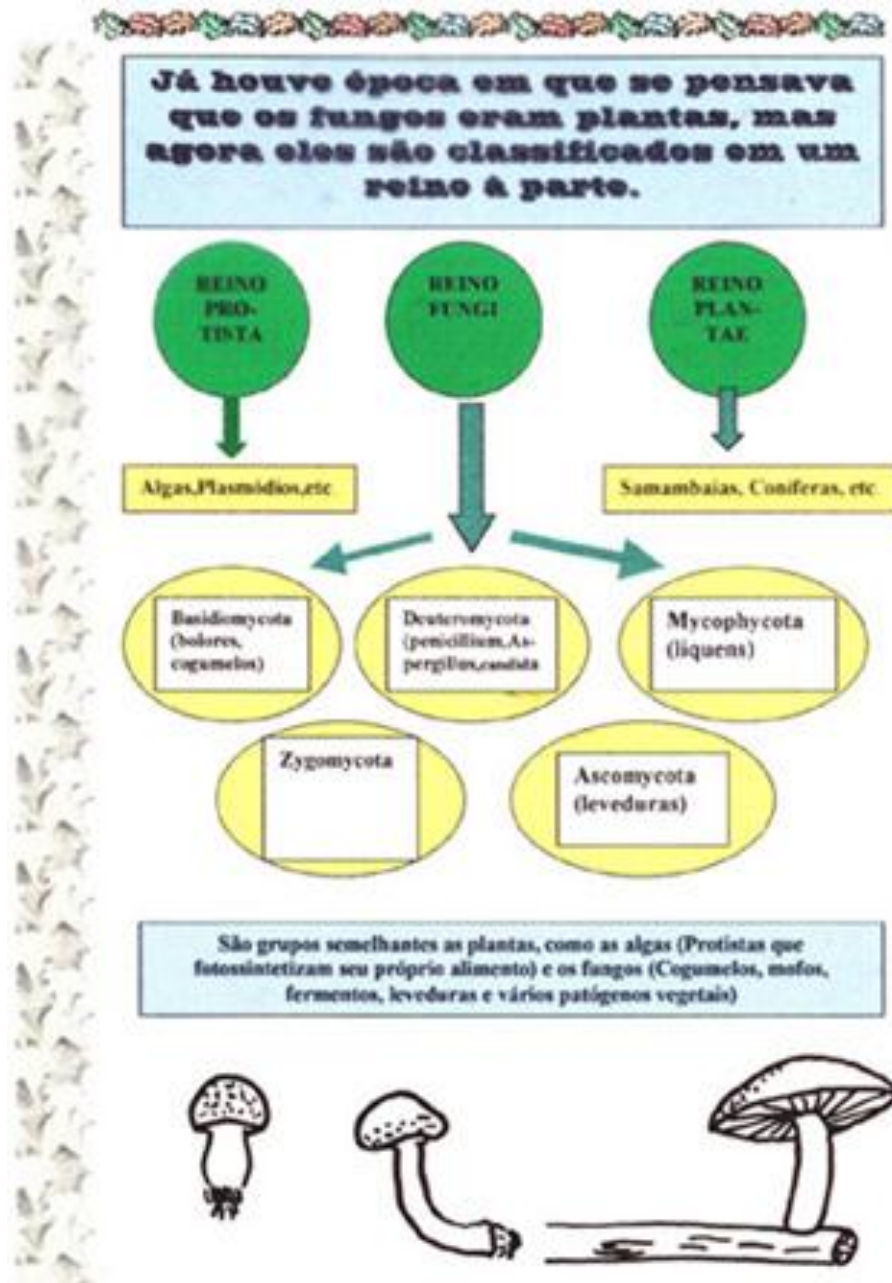 Já houve época em que se pensava
que os fungos eram plantas, mas
agora eles são classificados em um
reino à parte.
REINO
PRO-
TISTA
REINO
FUNGI
REINO
PLAN-
TAE
Algas,Plasmódios,etc
Samambaias, Coníferas, etc
Basidiomycota
(bolores,
cogumelos)
Deuteromycota
(penicillium,As-
pergillus,candista
Mycophycota
(liquens)
Zygomycota
Ascomycota
(leveduras)
São grupos semelhantes as plantas, como as algas (Protistas que
fotossintetizam seu próprio alimento) e os fungos (Cogumelos, mofos,
fermentos, leveduras e vários patógenos vegetais)